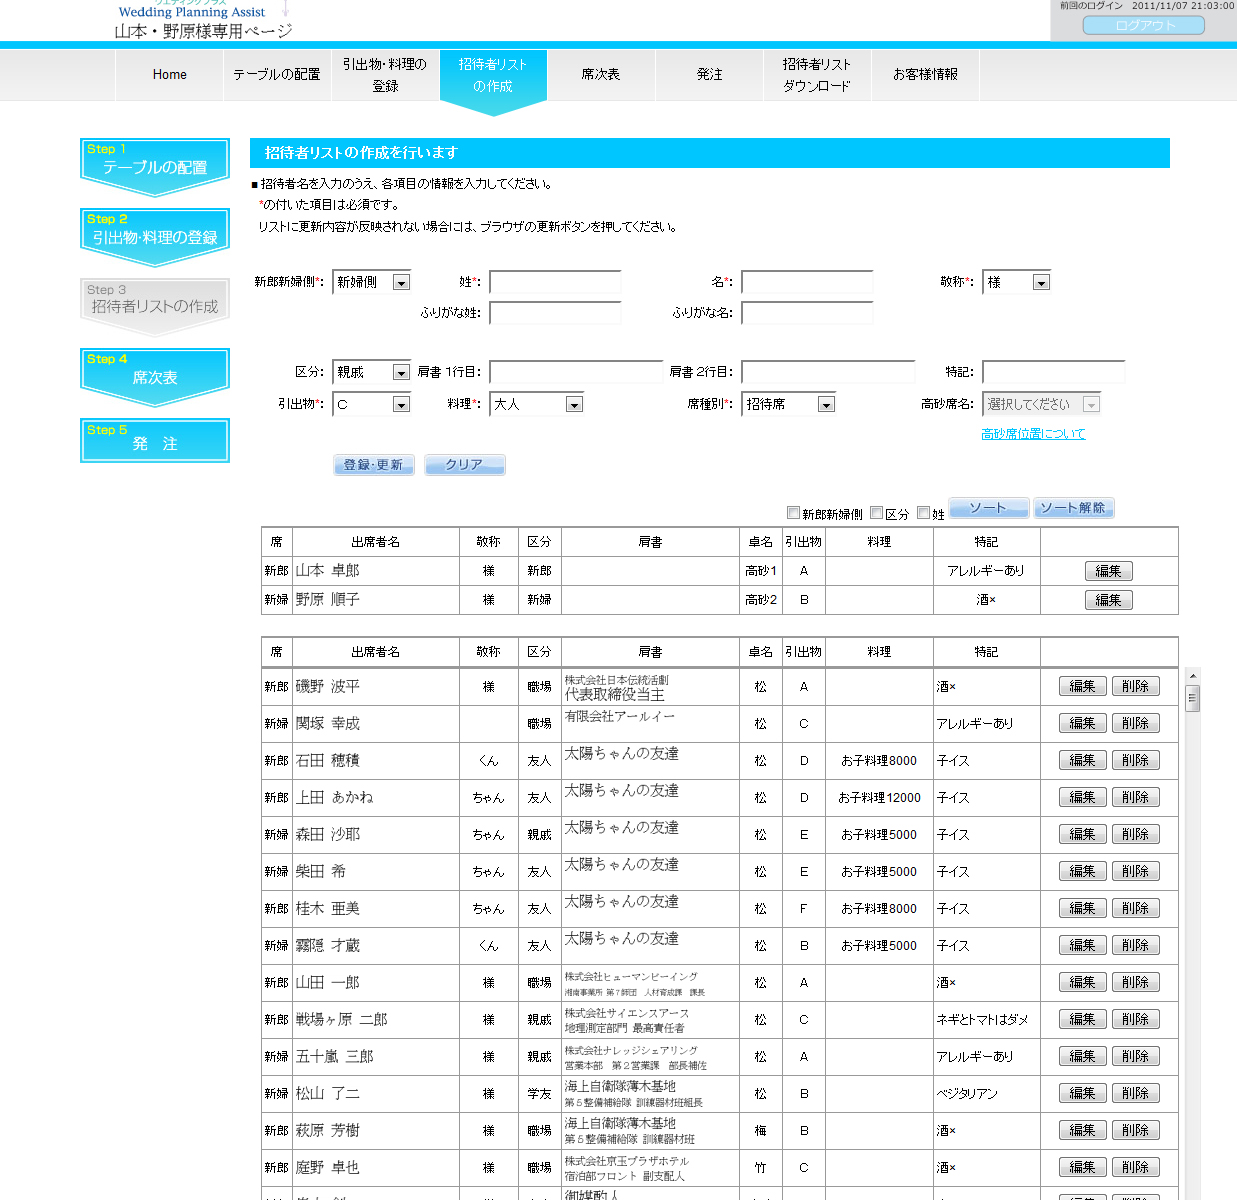 ウエディングプラス
Wedding Planning Assist
山本・野原様専用ページ
前回のログイン 2011/11/07 21:03:00
ログアウト
Home
テーブルの配置
引出物・料理の
登録
招待者リスト
の作成
席次表
発注
招待者リスト
ダウンロード
お客様情報
Step 1
テーブルの配置
Step 2
引出物・料理の登録
Step 3
招待者リストの作成
Step 4
席次表
Step 5
発 注
招待者リストの作成を行います
■ 招待者名を入力のうえ、各項目の情報を入力してください。
*の付いた項目は必須です。
リストに更新内容が反映されない場合には、ブラウザの更新ボタンを押してください。
新郎新婦側*: 新婦側 姓*: 名*: 敬称*: 様
ふりがな姓: ふりがな名:
区分: 親戚 肩書 1行目: 肩書 2行目: 特記:
引出物*: C 料理*: 大人 席種別*: 招待席 高砂席名: 選択してください
高砂席位置について
登録・更新 クリア
新郎新婦側 区分 姓 ソート ソート解除
席 出席者名 敬称 区分 肩書 卓名 引出物 料理 特記
新郎 山本 卓郎 様 新郎 高砂1 A アレルギーあり 編集
新婦 野原 順子 様 新婦 高砂2 B 酒× 編集
席 出席者名 敬称 区分 肩書 卓名 引出物 料理 特記
新郎 磯野 波平 様 職場 株式会社日本伝統活劇 代表取締役当主 松 A 酒× 編集 削除
新婦 関塚 幸成 職場 有限会社アールイー 松 C アレルギーあり 編集 削除
新郎 石田 穂積 くん 友人 太陽ちゃんの友達 松 D お子料理8000 子イス 編集 削除
新郎 上田 あかね ちゃん 友人 太陽ちゃんの友達 松 D お子料理12000 子イス 編集 削除
新婦 森田 沙耶 ちゃん 親戚 太陽ちゃんの友達 松 E お子料理5000 子イス 編集 削除
新婦 柴田 希 ちゃん 友人 太陽ちゃんの友達 松 E お子料理5000 子イス 編集 削除
新郎 桂木 亜美 ちゃん 友人 太陽ちゃんの友達 松 F お子料理8000 子イス 編集 削除
新婦 霧隠 才蔵 くん 友人 太陽ちゃんの友達 松 B お子料理5000 子イス 編集 削除
新郎 山田 一郎 様 職場 株式会社ヒューマンビーイング 湘南事業所 第7師団 人材育成課 課長 松 A 酒× 編集 削除
新郎 戦場ヶ原 二郎 様 親戚 株式会社サイエンスアース 地理測定部門 最高責任者 松 C ネギとトマトはダメ 編集 削除
新婦 五十嵐 三郎 様 親戚 株式会社ナレッジシェアリング 営業本部 第２営業課 部長補佐 松 A アレルギーあり 編集 削除
新婦 松山 了二 様 学友 海上自衛隊薄木基地 第５整備補給隊 訓練器材班組長 松 B ベジタリアン 編集 削除
新郎 萩原 芳樹 様 職場 海上自衛隊薄木基地 第５整備補給隊 訓練器材班 梅 B 酒× 編集 削除
新郎 庭野 卓也 様 職場 株式会社京玉プラザホテル 宿泊部フロント 副支配人 竹 C 酒× 編集 削除
御媒酌人